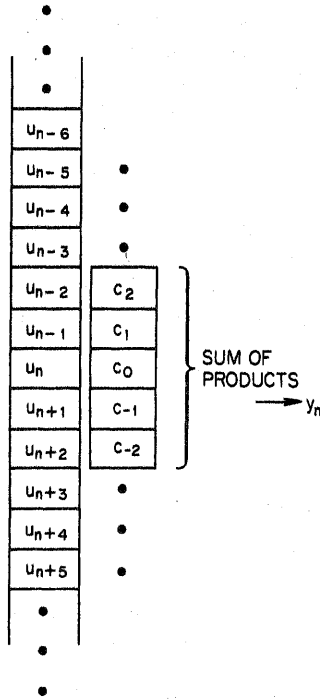 u_{n-6}
u_{n-5}
u_{n-4}
u_{n-3}
u_{n-2} c_2
u_{n-1} c_1
u_n c_0
u_{n+1} c_{-1}
u_{n+2} c_{-2}
u_{n+3}
u_{n+4}
u_{n+5}
SUM OF
PRODUCTS
y_n